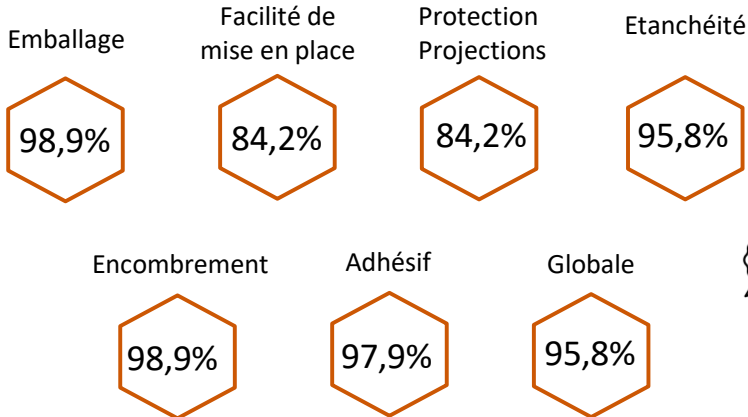 Emballage
Facilité de
mise en place
Protection
Projections
Etanchéité
98,9%
84,2%
84,2%
95,8%
Encombrement
Adhésif
Globale
98,9%
97,9%
95,8%